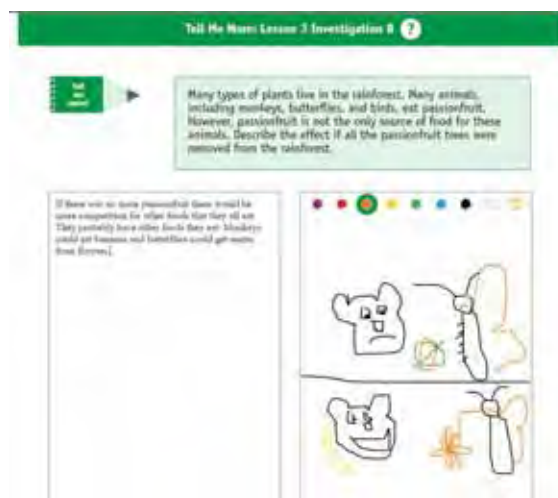 Tell Me More: Lesson 3 Investigation 8 ?
Many types of plants live in the rainforest. Many animals,
including monkeys, butterflies, and birds, eat passionfruit.
However, passionfruit is not the only source of food for these
animals. Describe the effect if all the passionfruit trees were
removed from the rainforest.
If there was no more passionfruit there would be
more competition for other foods that they all eat.
They probably have other foods they eat. Monkeys
could eat bananas and butterflies could get
from flowers.